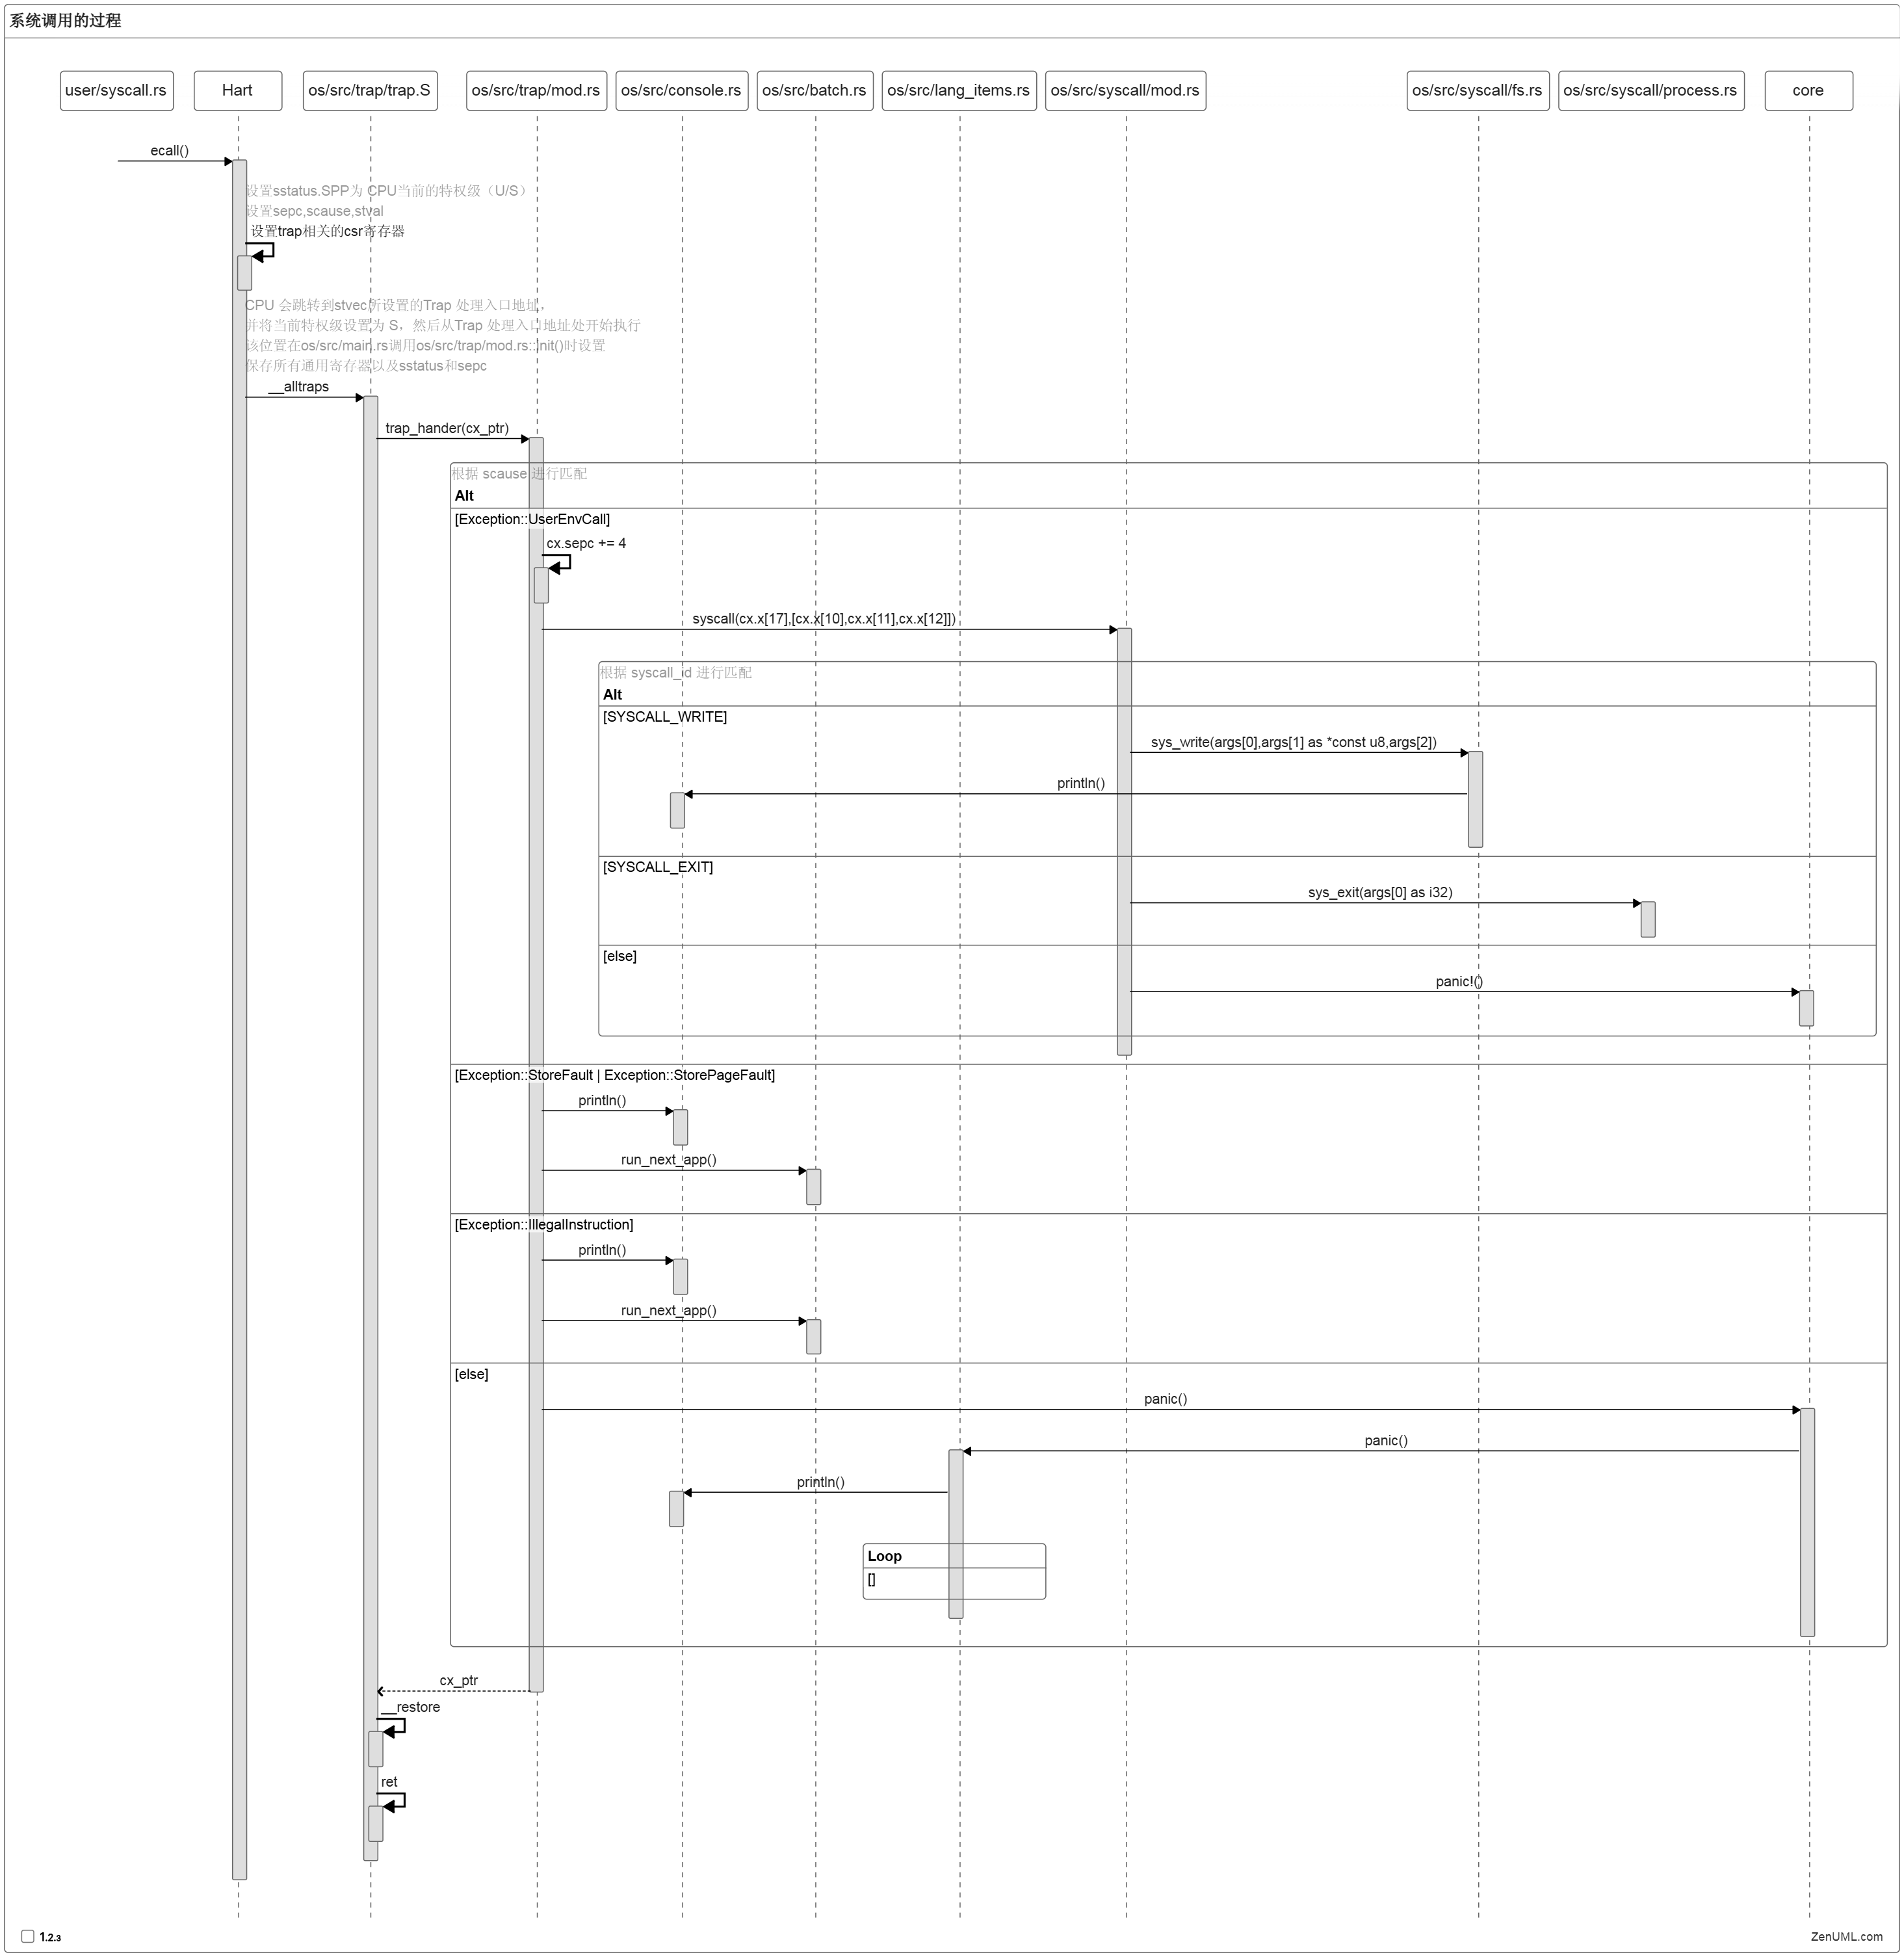 系统调用的过程
user/syscall.rs
Hart
os/src/trap/trap.S
os/src/trap/mod.rs
os/src/console.rs
os/src/batch.rs
os/src/lang_items.rs
os/src/syscall/mod.rs
os/src/syscall/fs.rs
os/src/syscall/process.rs
core
ecall()
设置sstatus.SPP为 CPU当前的特权级（U/S）
设置sepc,scause,stval
设置trap相关的csr寄存器
CPU 会跳转到stvec所设置的Trap 处理入口地址，
并将当前特权级设置为 S，然后从Trap 处理入口地址处开始执行
该位置在os/src/main.rs调用os/src/trap/mod.rs::init()时设置
保存所有通用寄存器以及sstatus和sepc
__alltraps
trap_hander(cx_ptr)
根据 scause 进行匹配
Alt
[Exception::UserEnvCall]
cx.sepc += 4
syscall(cx.x[17],[cx.x[10],cx.x[11],cx.x[12]])
根据 syscall_id 进行匹配
Alt
[SYSCALL_WRITE]
sys_write(args[0],args[1] as *const u8,args[2])
println()
[SYSCALL_EXIT]
sys_exit(args[0] as i32)
[else]
panic!()
[Exception::StoreFault | Exception::StorePageFault]
println()
run_next_app()
[Exception::IllegalInstruction]
println()
run_next_app()
[else]
panic()
panic()
println()
Loop
[]
cx_ptr
__restore
ret
1.2.3
ZenUML.com